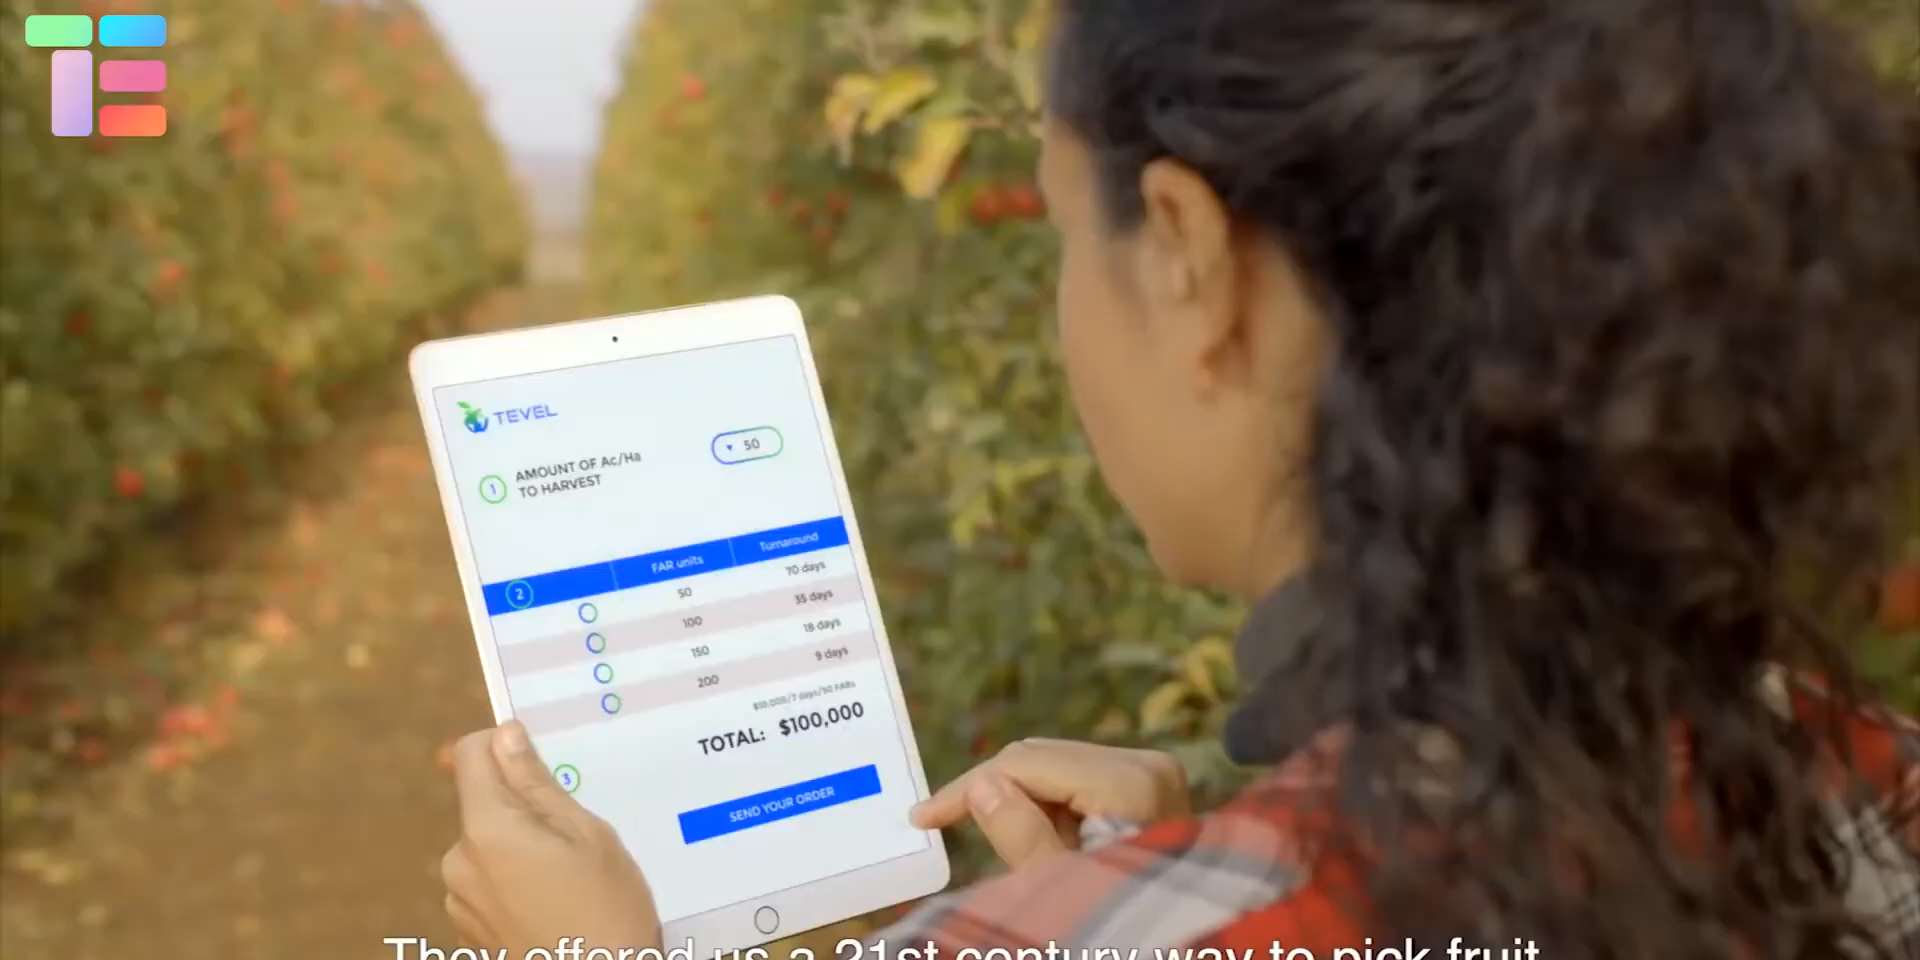 TEVEL
1 AMOUNT OF Ac/Ha
TO HARVEST
50
2 FAR units Turnaround
50 70 days
100 35 days
150 18 days
200 9 days
TOTAL: $100,000
3
SEND YOUR ORDER
They offered us a 21st century way to pick fruit